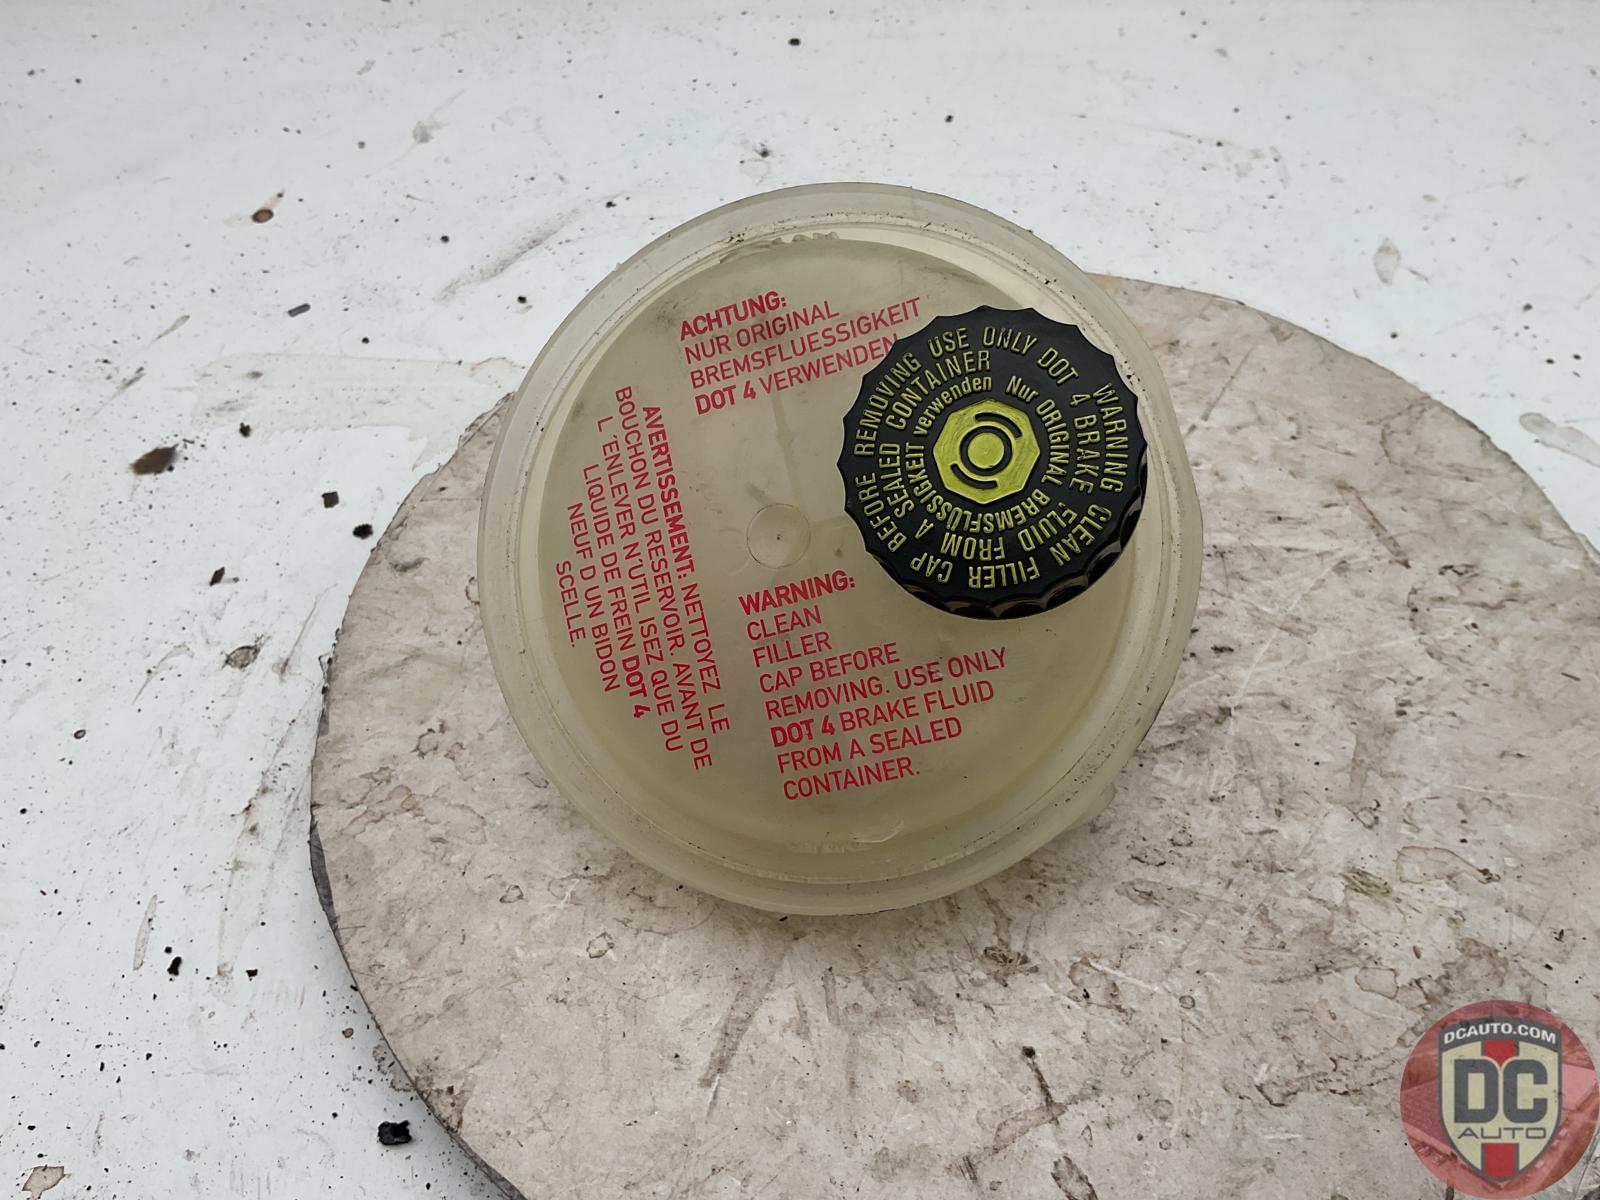 ACHTUNG:
NUR ORIGINAL
BREMSFLUESSIGKEIT
DOT 4 VERWENDEN
AVERTISSEMENT: NETTOYEZ LE
BOUCHON DU RESERVOIR. AVANT DE
L 'ENLEVER N'UTIL ISEZ QUE DU
LIQUIDE DE FREIN DOT 4
NEUF D UN BIDON
SCELLE.
WARNING:
CLEAN
FILLER
CAP BEFORE
REMOVING. USE ONLY
DOT 4 BRAKE FLUID
FROM A SEALED
CONTAINER.
WARNING CLEAN FILLER CAP BEFORE REMOVING USE ONLY DOT
4 BRAKE FLUID FROM A SEALED CONTAINER
Nur ORIGINAL BREMSFLÜSSIGKEIT verwenden
DCAUTO.COM
DC
AUTO